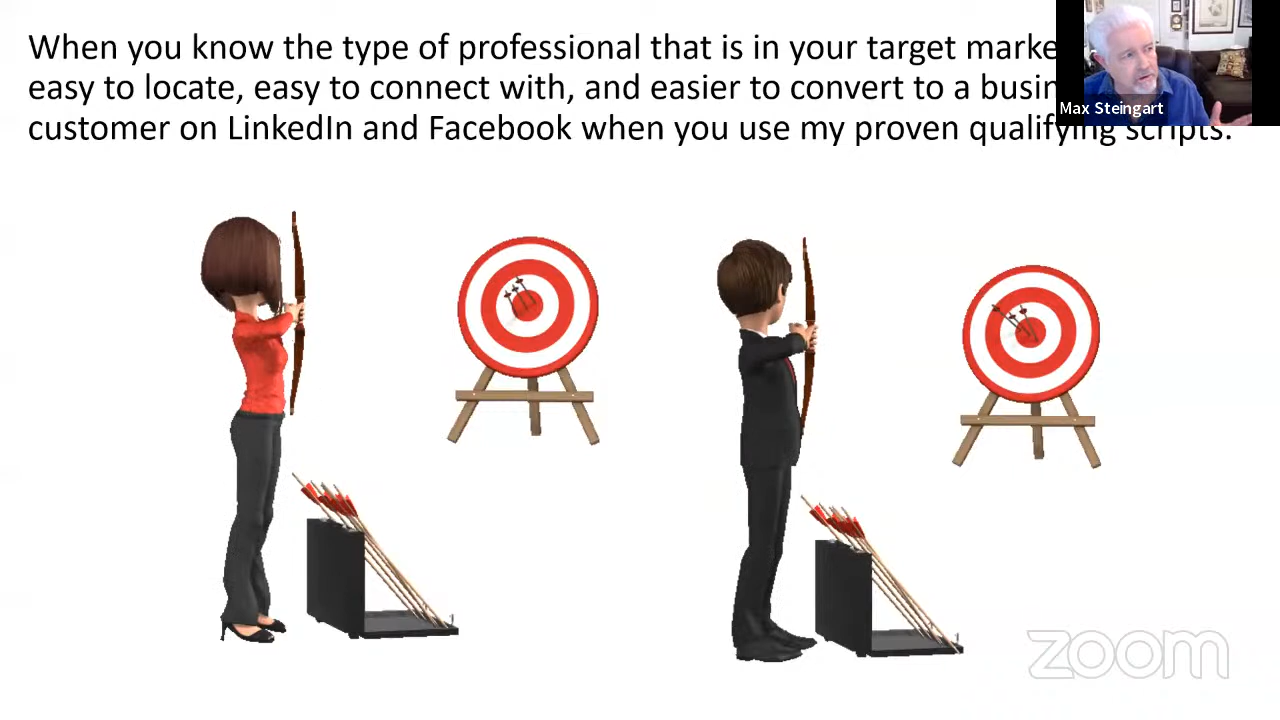 When you know the type of professional that is in your target
easy to locate, easy to connect with, and easier to convert to a
customer on LinkedIn and Facebook when you use my proven qualifying scripts.
Max Steingart
zoom